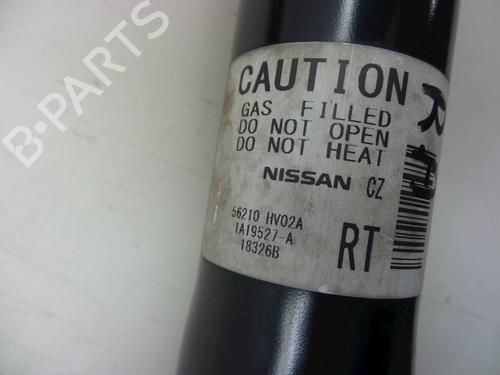 B-PARTS
CAUTION
GAS FILLED
DO NOT OPEN
DO NOT HEAT
NISSAN CZ
56210 HV02A
1A19527-A
18326B
RT
R